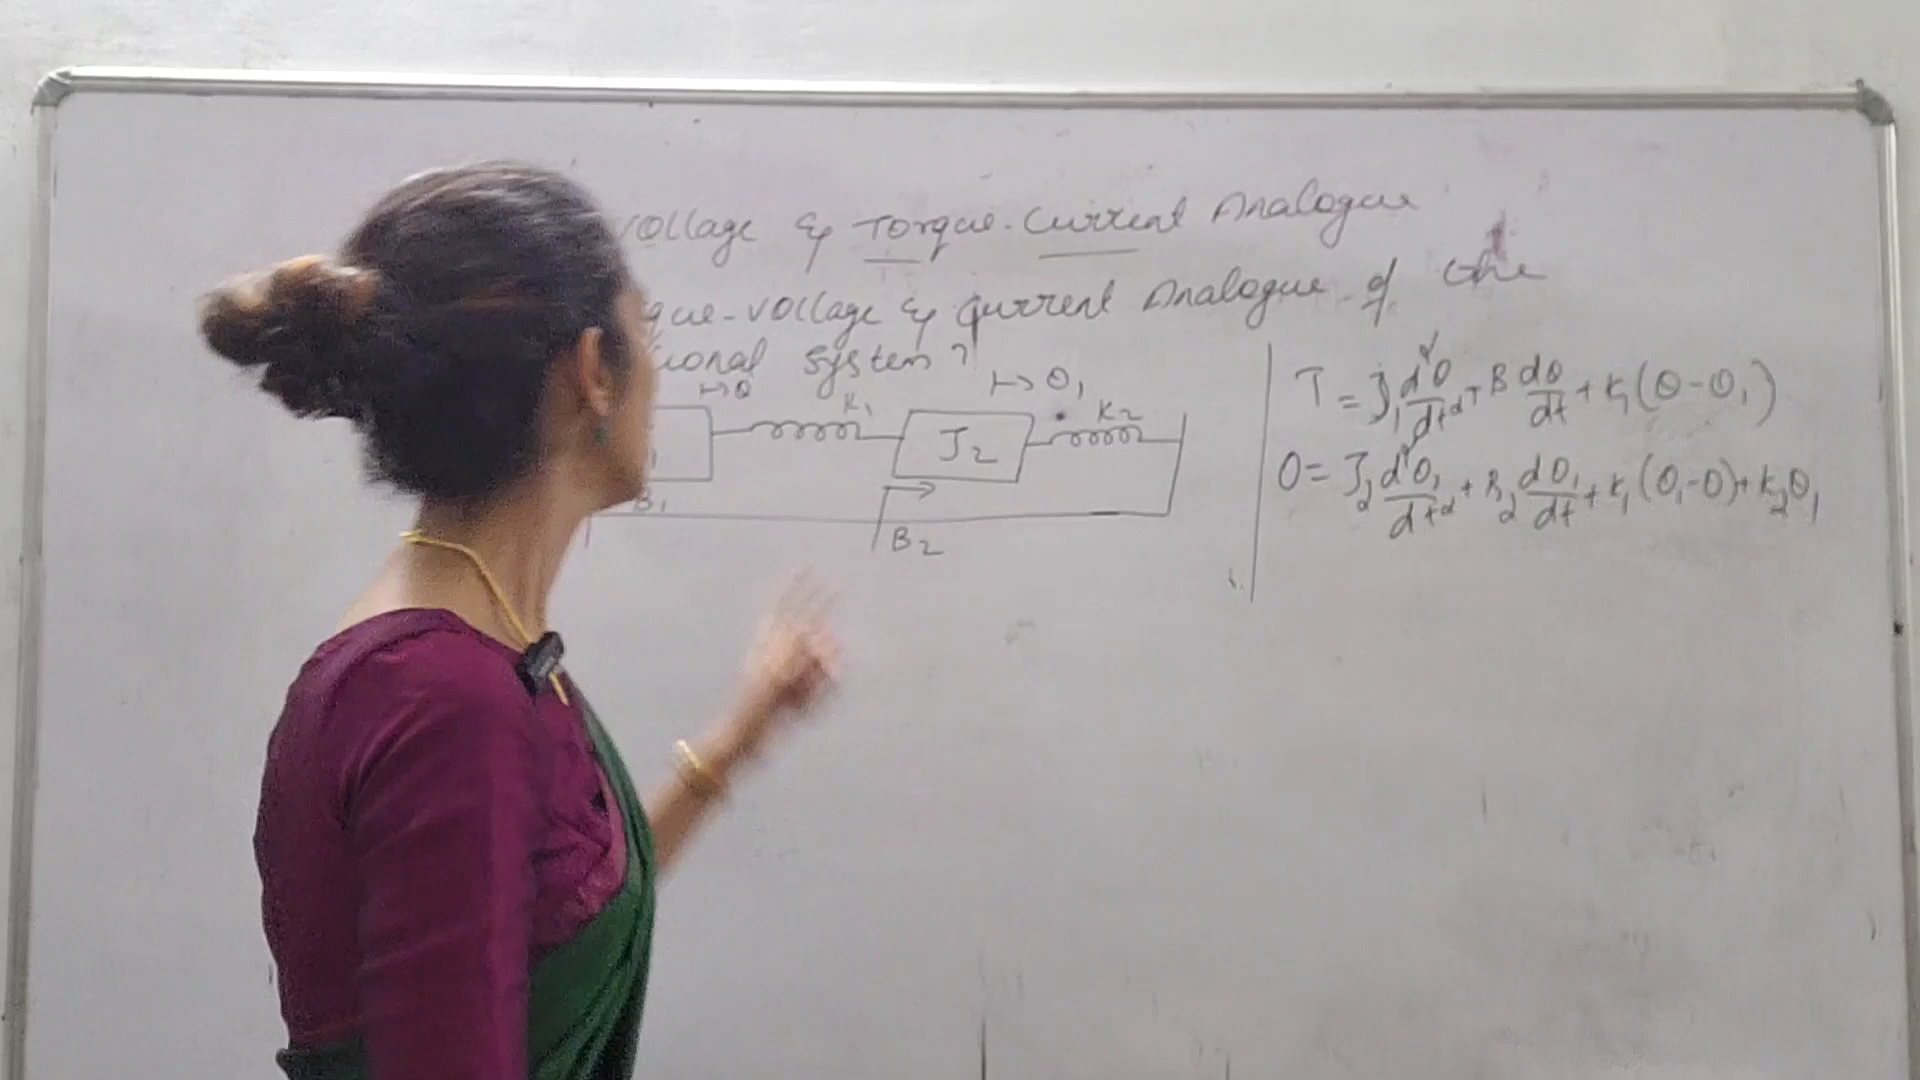 Voltage & Torque-Current Analogue
que-Voltage & Current Analogue of the
ional System?
↦θ
↦θ₁
K₁
K₂
J₂
B₁
B₂
T = J₁ d²θ/dt² + B dθ/dt + K₁(θ-θ₁)
0 = J₂ d²θ₁/dt² + B₂ dθ₁/dt + K₁(θ₁-θ) + K₂θ₁